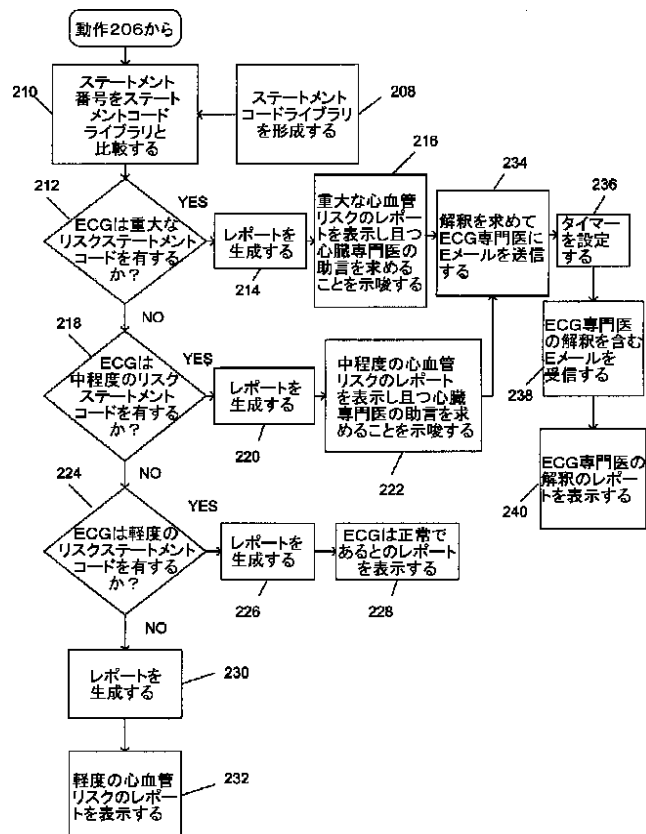 動作206から
210
ステートメント
番号をステート
メントコード
ライブラリと
比較する
ステートメント
コードライブラリ
を形成する
208
212
ECGは重大な
リスクステートメント
コードを有する
か？
YES
レポートを
生成する
214
216
重大な心血管
リスクのレポー
トを表示し且つ
心臓専門医の
助言を求める
ことを示唆する
234
解釈を求めて
ECG専門医に
Eメールを送信
する
236
タイマー
を設定
する
NO
218
ECGは
中程度のリスク
ステートメント
コードを有する
か？
YES
レポートを
生成する
220
中程度の心血管
リスクのレポート
を表示し且つ心臓
専門医の助言を求
めることを示唆する
222
ECG専門医
の解釈を含む
Eメールを
受信する
238
ECG専門医の
解釈のレポー
トを表示する
240
NO
224
ECGは軽度の
リスクステートメント
コードを有する
か？
YES
レポートを
生成する
226
ECGは正常で
あるとのレポート
を表示する
228
NO
レポートを
生成する
230
軽度の心血管
リスクのレポー
トを表示する
232